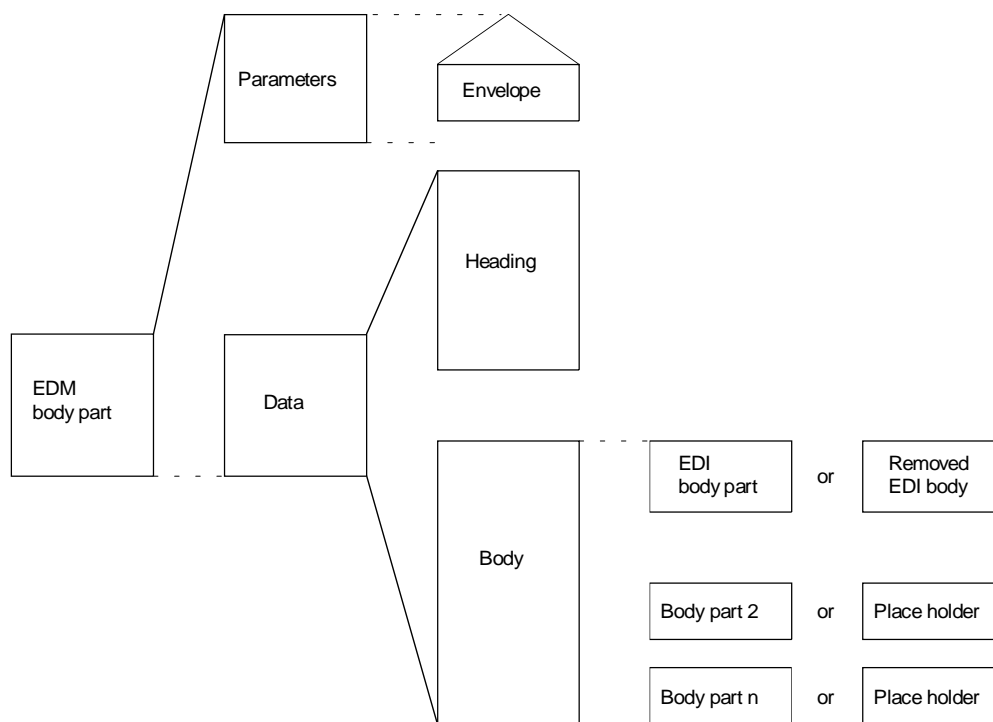 Parameters
Envelope
Heading
EDM
body part
Data
EDI
body part
or
Removed
EDI body
Body
Body part 2
or
Place holder
Body part n
or
Place holder